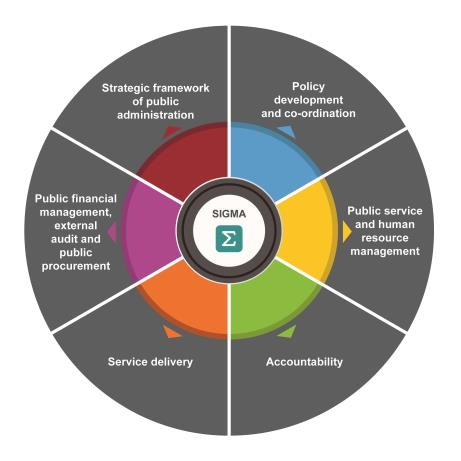 Strategic framework
of public
administration
Policy
development
and co-ordination
Public financial
management,
external
audit and
public
procurement
SIGMA
Σ
Public service
and human
resource
management
Service delivery
Accountability